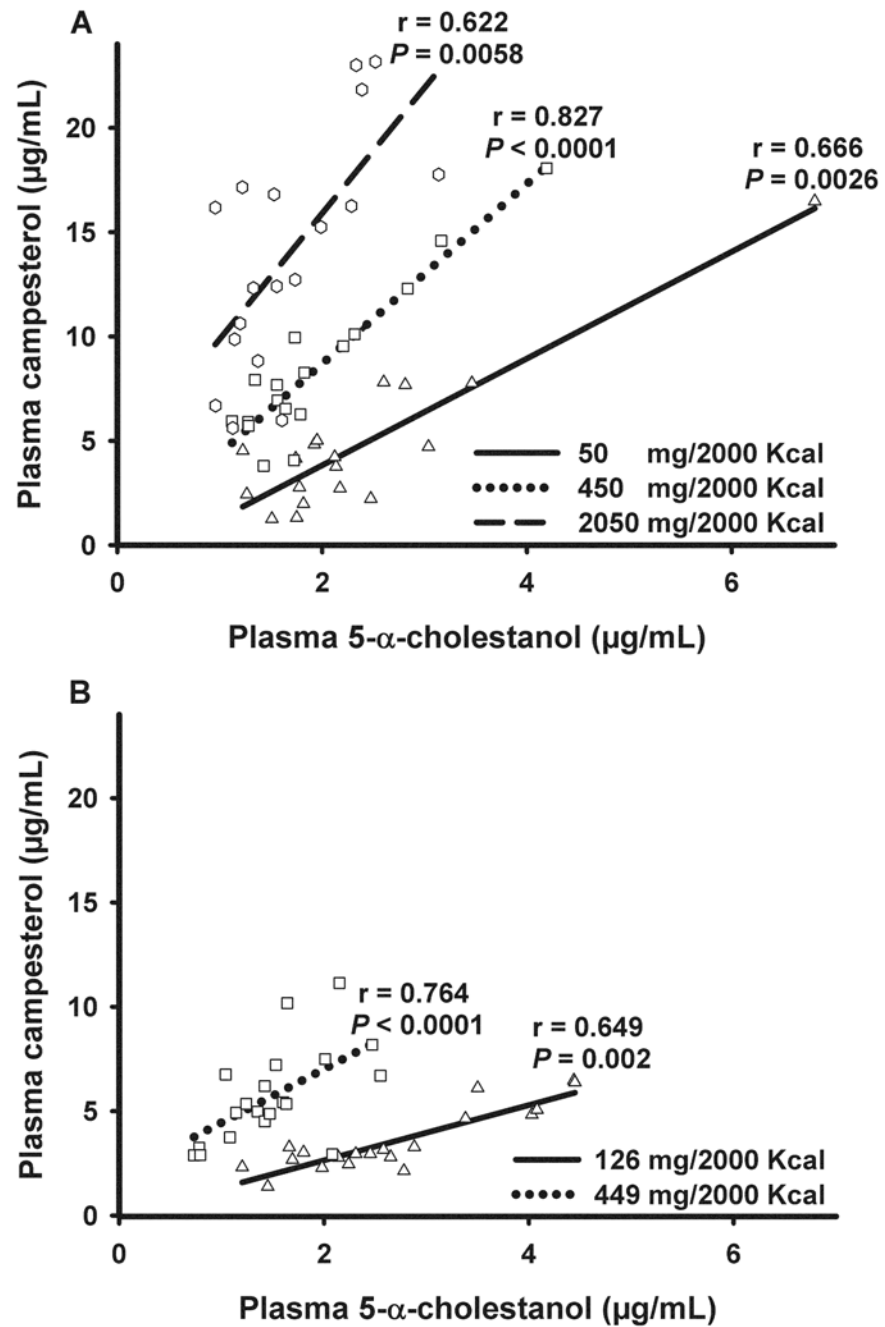 A
r = 0.622
P = 0.0058
r = 0.827
P < 0.0001
r = 0.666
P = 0.0026
Plasma campesterol (µg/mL)
20
15
10
5
0
50 mg/2000 Kcal
450 mg/2000 Kcal
2050 mg/2000 Kcal
0 2 4 6
Plasma 5-α-cholestanol (µg/mL)
B
Plasma campesterol (µg/mL)
20
15
10
5
0
r = 0.764
P < 0.0001
r = 0.649
P = 0.002
126 mg/2000 Kcal
449 mg/2000 Kcal
0 2 4 6
Plasma 5-α-cholestanol (µg/mL)